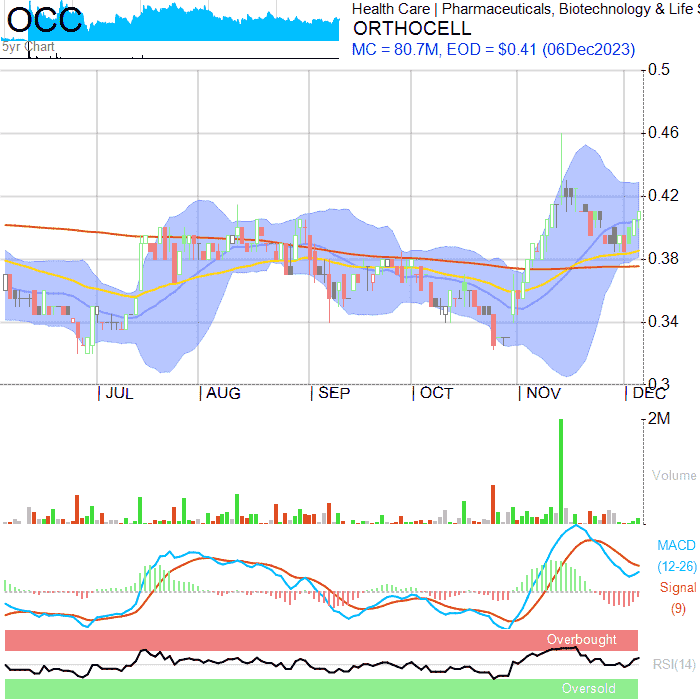 OCC
5yr Chart
Health Care | Pharmaceuticals, Biotechnology & Life S
ORTHOCELL
MC = 80.7M, EOD = $0.41 (06Dec2023)
0.5
0.46
0.42
0.38
0.34
0.3
JUL AUG SEP OCT NOV DEC
2M
Volume
MACD
(12-26)
Signal
(9)
Overbought
RSI(14)
Oversold